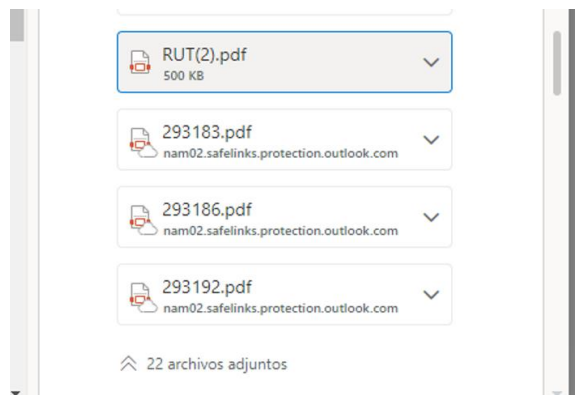 RUT(2).pdf
500 KB
293183.pdf
nam02.safelinks.protection.outlook.com
293186.pdf
nam02.safelinks.protection.outlook.com
293192.pdf
nam02.safelinks.protection.outlook.com
22 archivos adjuntos